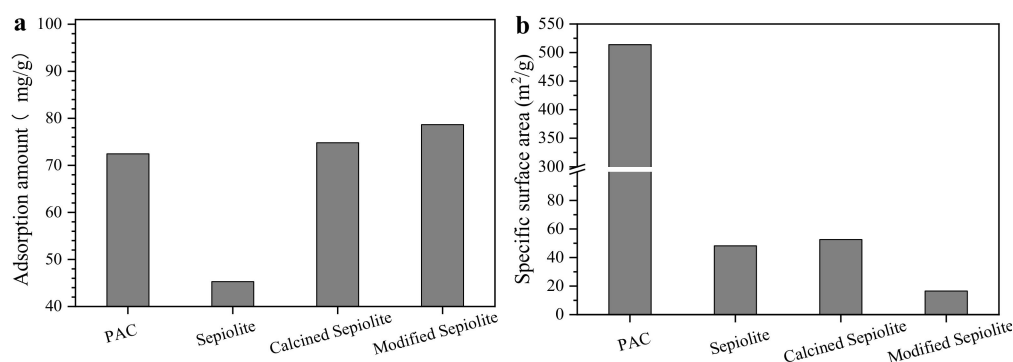 a
Adsorption amount ( mg/g)
100
90
80
70
60
50
40
PAC
Sepiolite
Calcined Sepiolite
Modified Sepiolite
b
Specific surface area (m²/g)
550
500
450
400
350
300
80
60
40
20
0
PAC
Sepiolite
Calcined Sepiolite
Modified Sepiolite